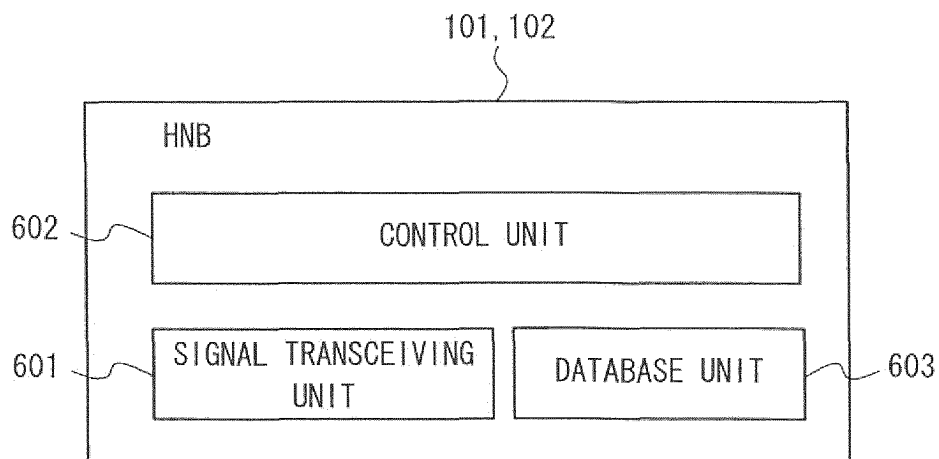 101, 102
HNB
602
CONTROL UNIT
601
SIGNAL TRANSCEIVING
UNIT
DATABASE UNIT
603